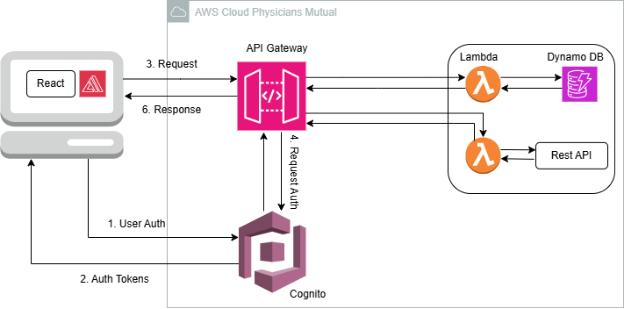 AWS Cloud Physicians Mutual
3. Request
API Gateway
Lambda
Dynamo DB
React
6. Response
4. Request Auth
Rest API
1. User Auth
2. Auth Tokens
Cognito